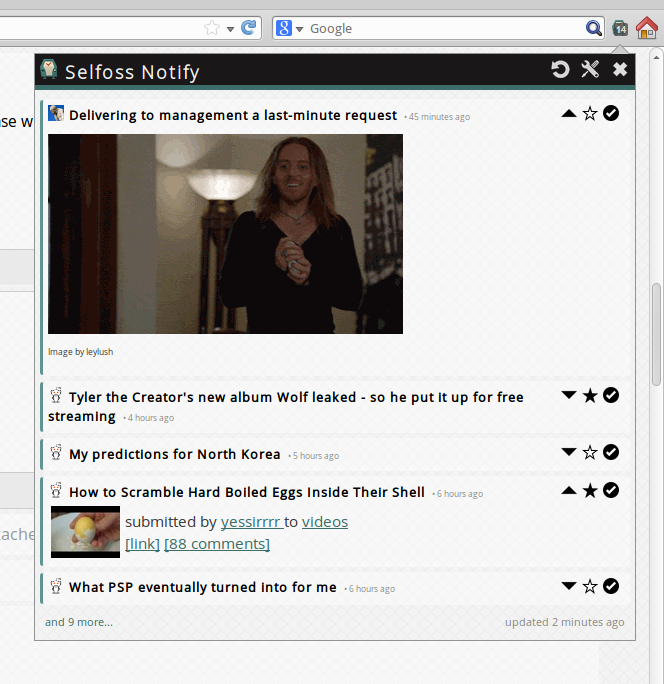 Google
14
Selfoss Notify
se w
Delivering to management a last-minute request • 45 minutes ago
Image by leylush
Tyler the Creator's new album Wolf leaked - so he put it up for free
streaming • 4 hours ago
My predictions for North Korea • 5 hours ago
How to Scramble Hard Boiled Eggs Inside Their Shell • 6 hours ago
submitted by yessirrrr to videos
[link] [88 comments]
tache
What PSP eventually turned into for me • 6 hours ago
and 9 more... updated 2 minutes ago